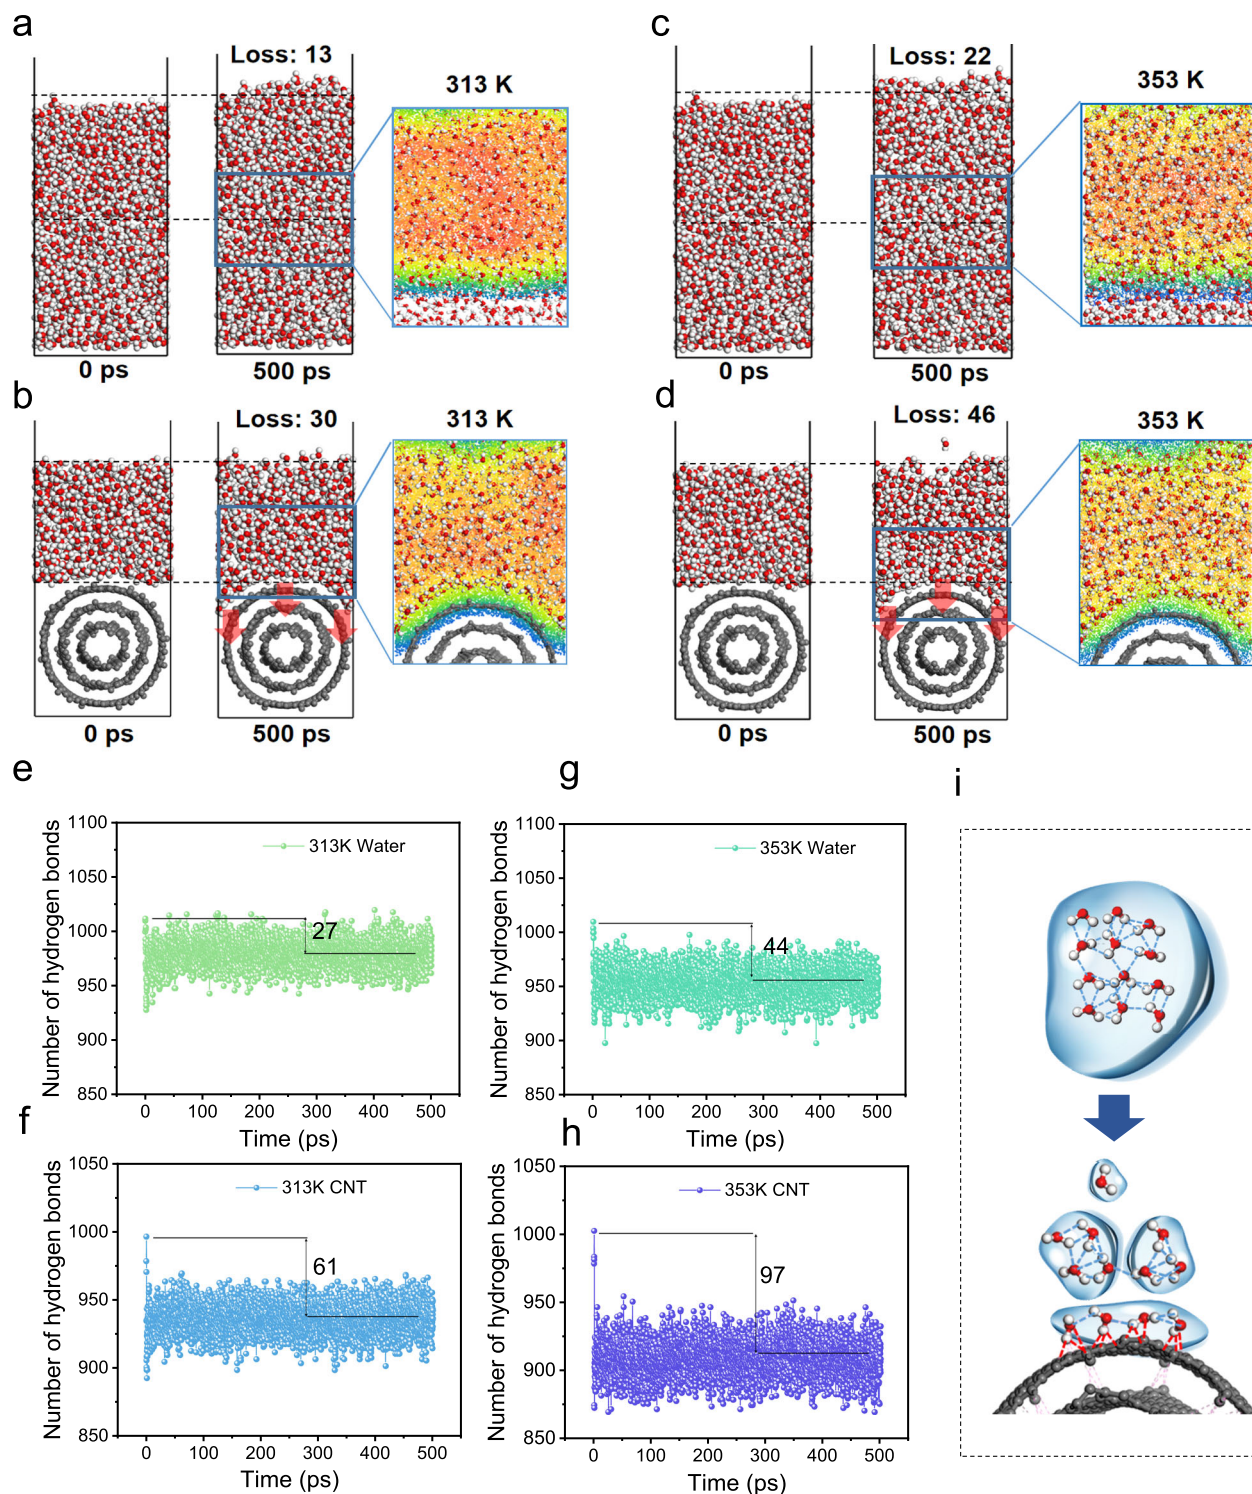 a
Loss: 13
313 K
0 ps
500 ps
c
Loss: 22
353 K
0 ps
500 ps
b
Loss: 30
313 K
0 ps
500 ps
d
Loss: 46
353 K
0 ps
500 ps
e
Number of hydrogen bonds
1100
1050
1000
950
900
850
313K Water
27
0 100 200 300 400 500
Time (ps)
g
Number of hydrogen bonds
1100
1050
1000
950
900
850
353K Water
44
0 100 200 300 400 500
Time (ps)
f
Number of hydrogen bonds
1050
1000
950
900
850
313K CNT
61
0 100 200 300 400 500
Time (ps)
h
Number of hydrogen bonds
1050
1000
950
900
850
353K CNT
97
0 100 200 300 400 500
Time (ps)
i